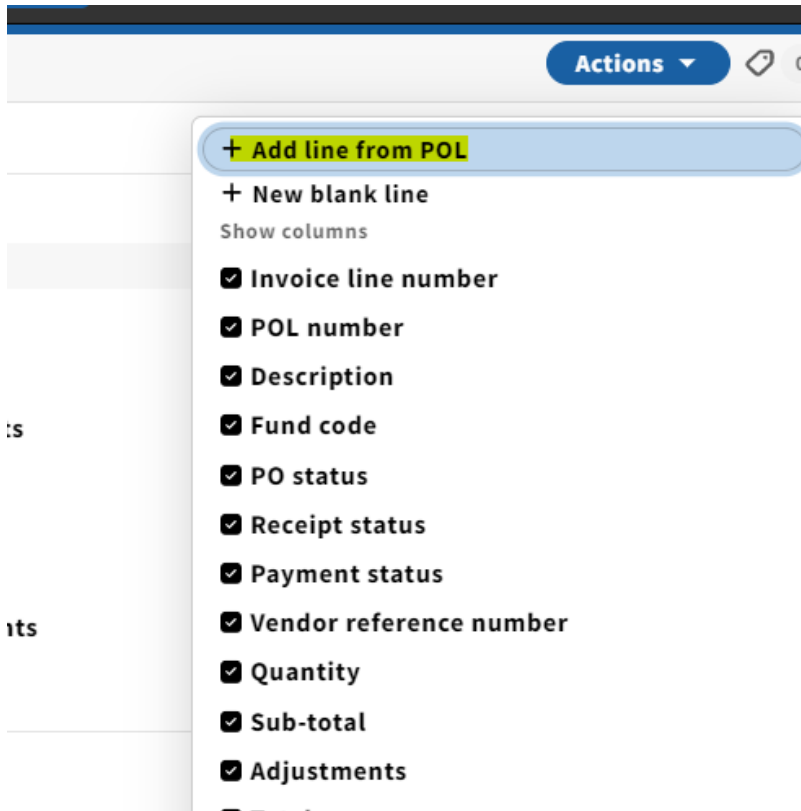 Actions
+ Add line from POL
+ New blank line
Show columns
Invoice line number
POL number
Description
Fund code
PO status
Receipt status
Payment status
Vendor reference number
Quantity
Sub-total
Adjustments